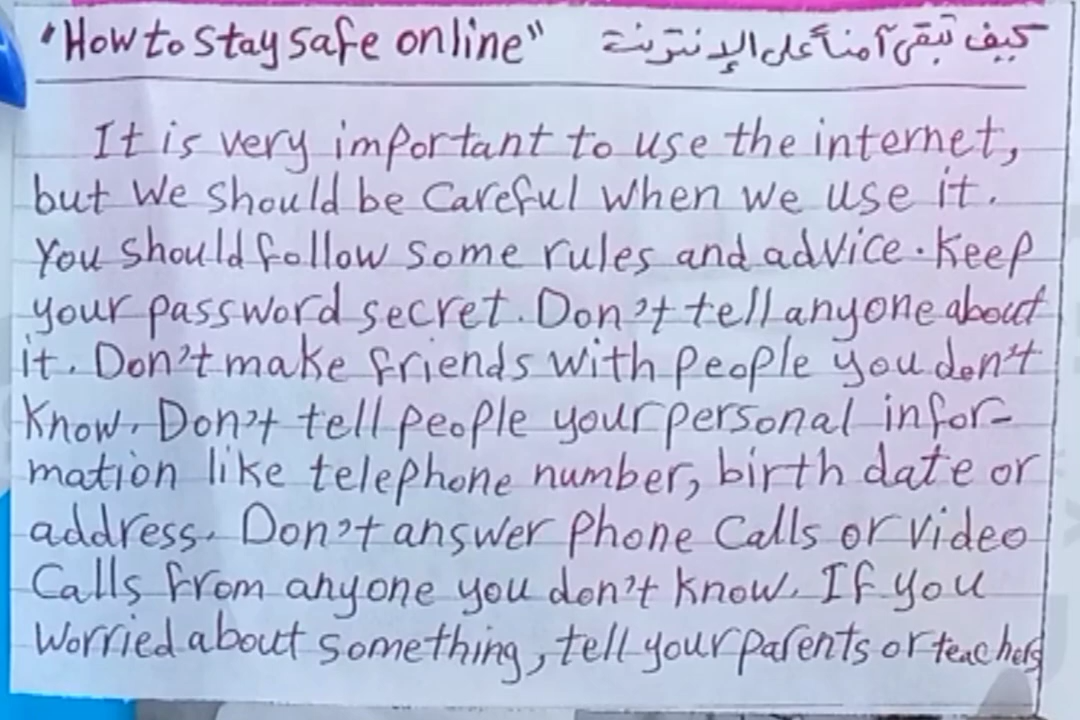 "How to stay safe online" كيف تبقى آمناً على الإنترنت
It is very important to use the internet,
but we should be careful when we use it.
You should follow some rules and advice. Keep
your password secret. Don't tell anyone about
it. Don't make friends with people you don't
know. Don't tell people your personal infor-
mation like telephone number, birth date or
address. Don't answer phone calls or video
calls from anyone you don't know. If you
worried about something, tell your parents or teachers